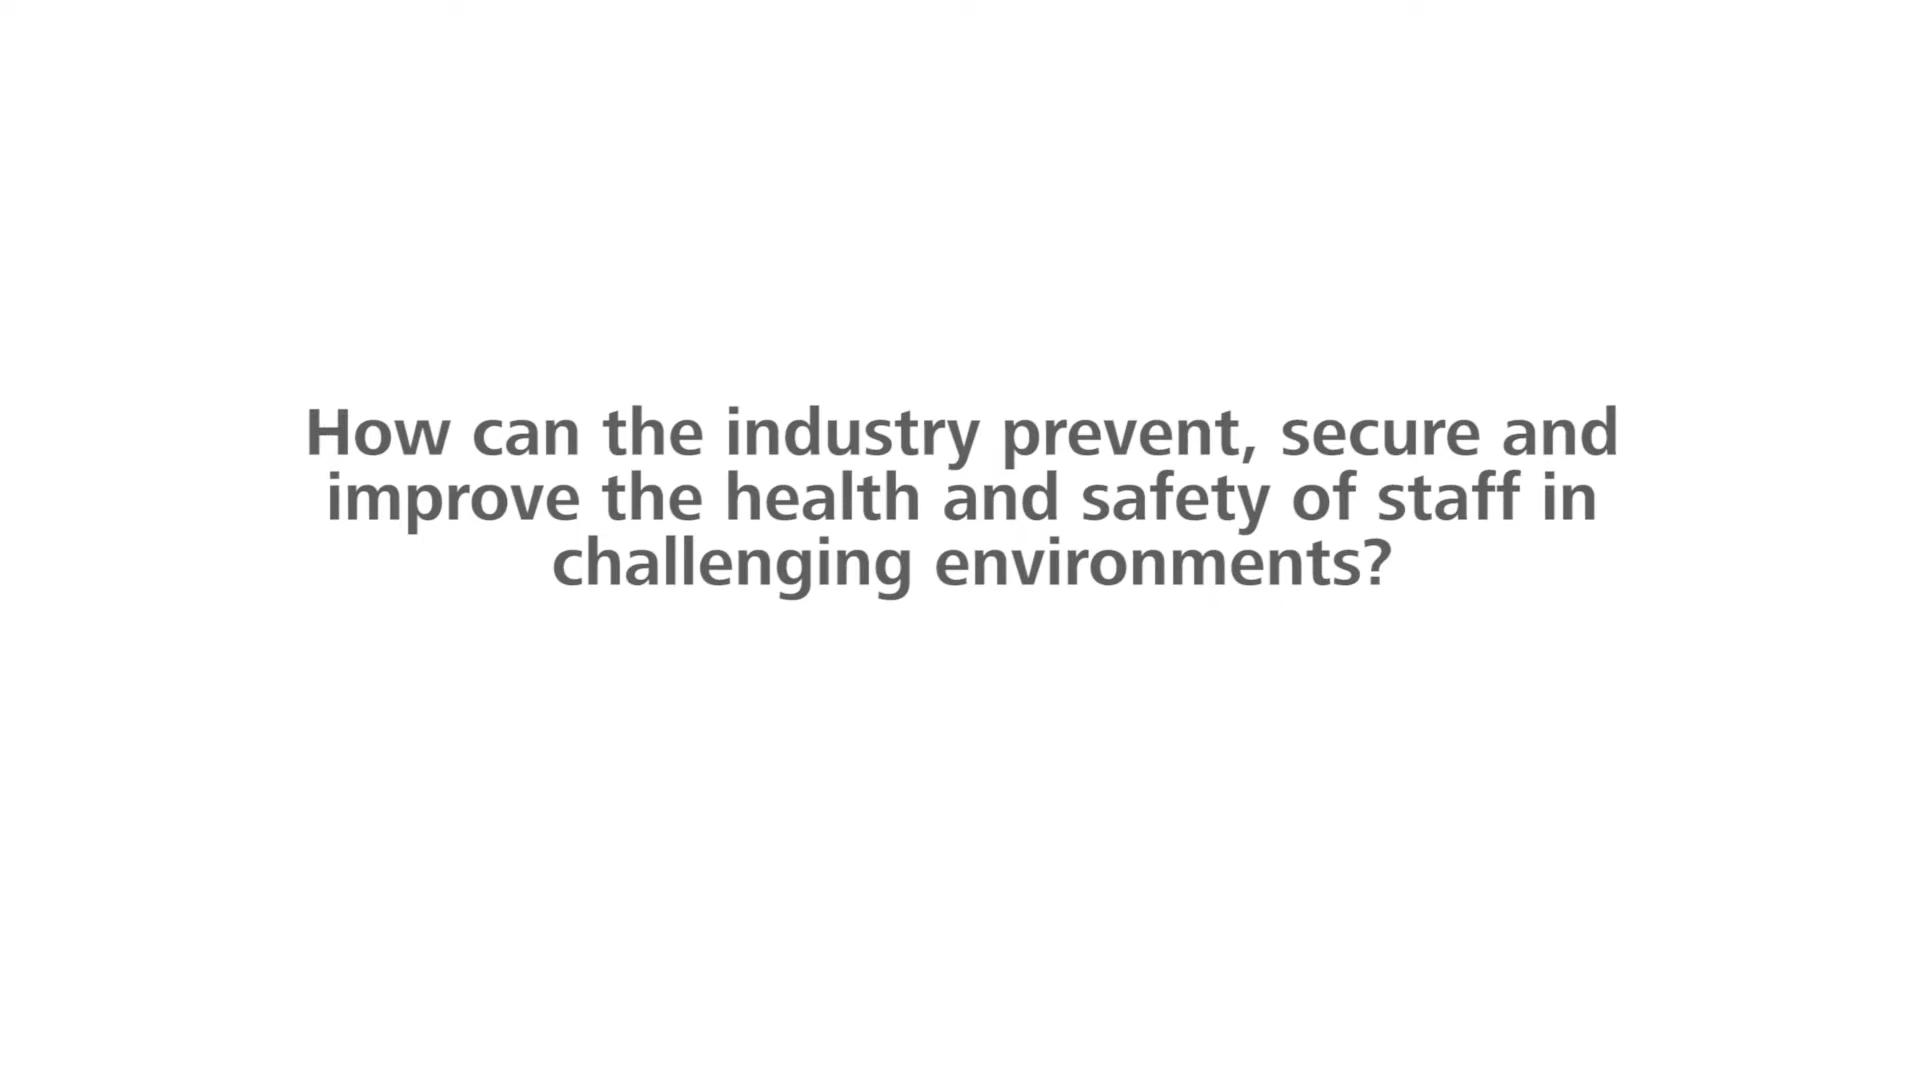 How can the industry prevent, secure and
improve the health and safety of staff in
challenging environments?